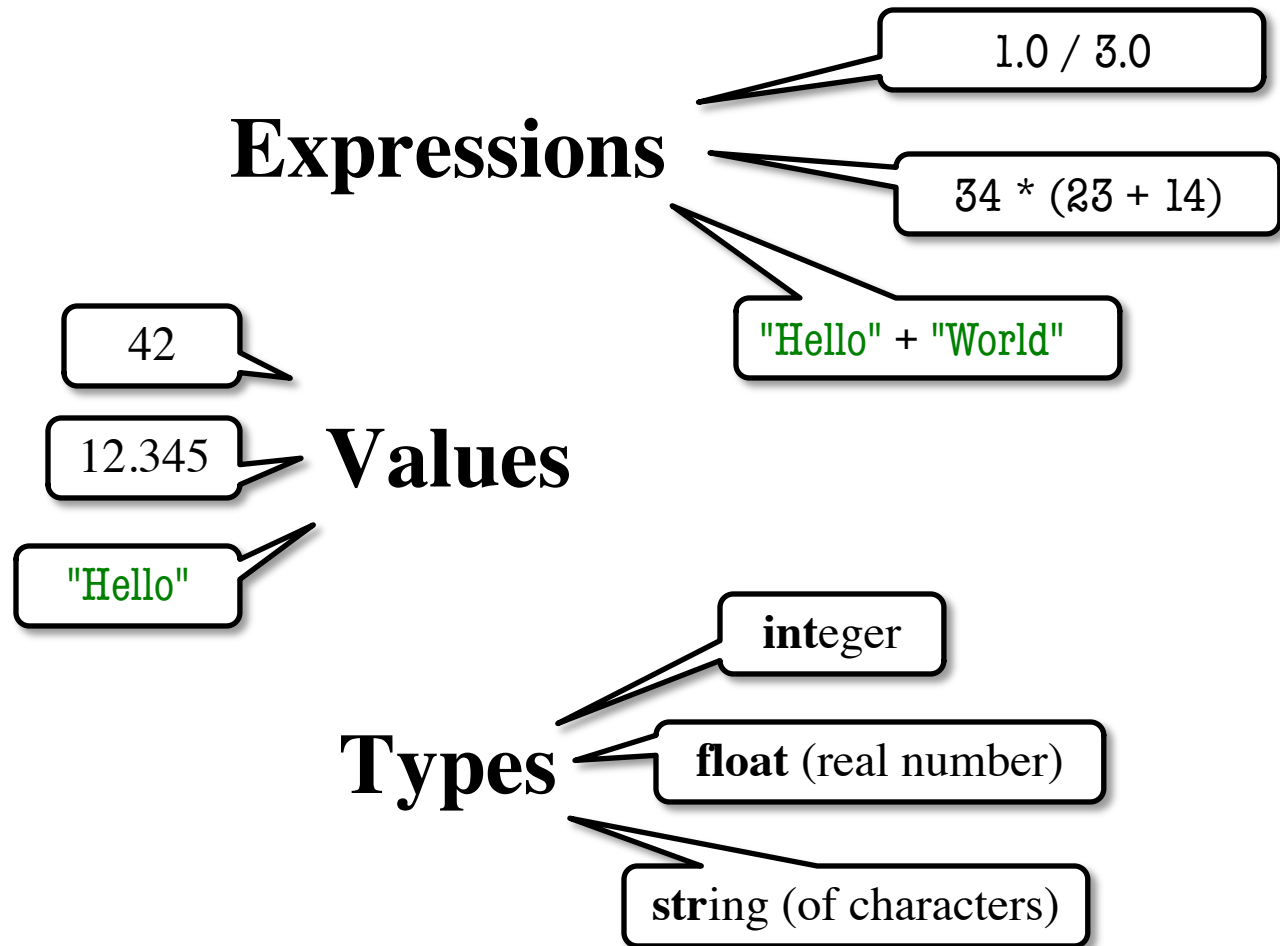 1.0 / 3.0
Expressions
34 * (23 + 14)
"Hello" + "World"
42
12.345
Values
"Hello"
integer
Types
float (real number)
string (of characters)